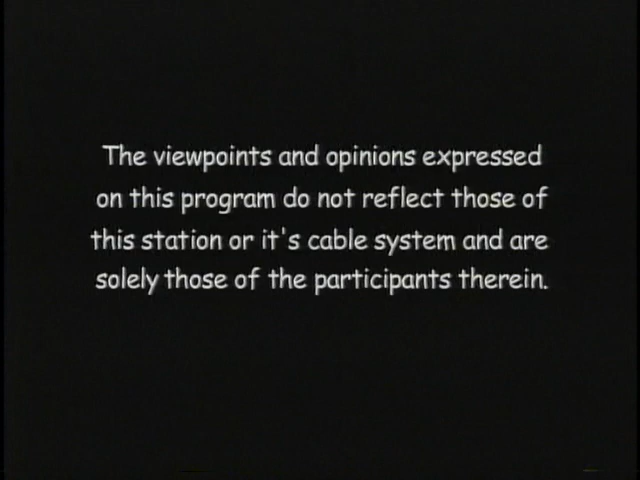 The viewpoints and opinions expressed
on this program do not reflect those of
this station or it's cable system and are
solely those of the participants therein.